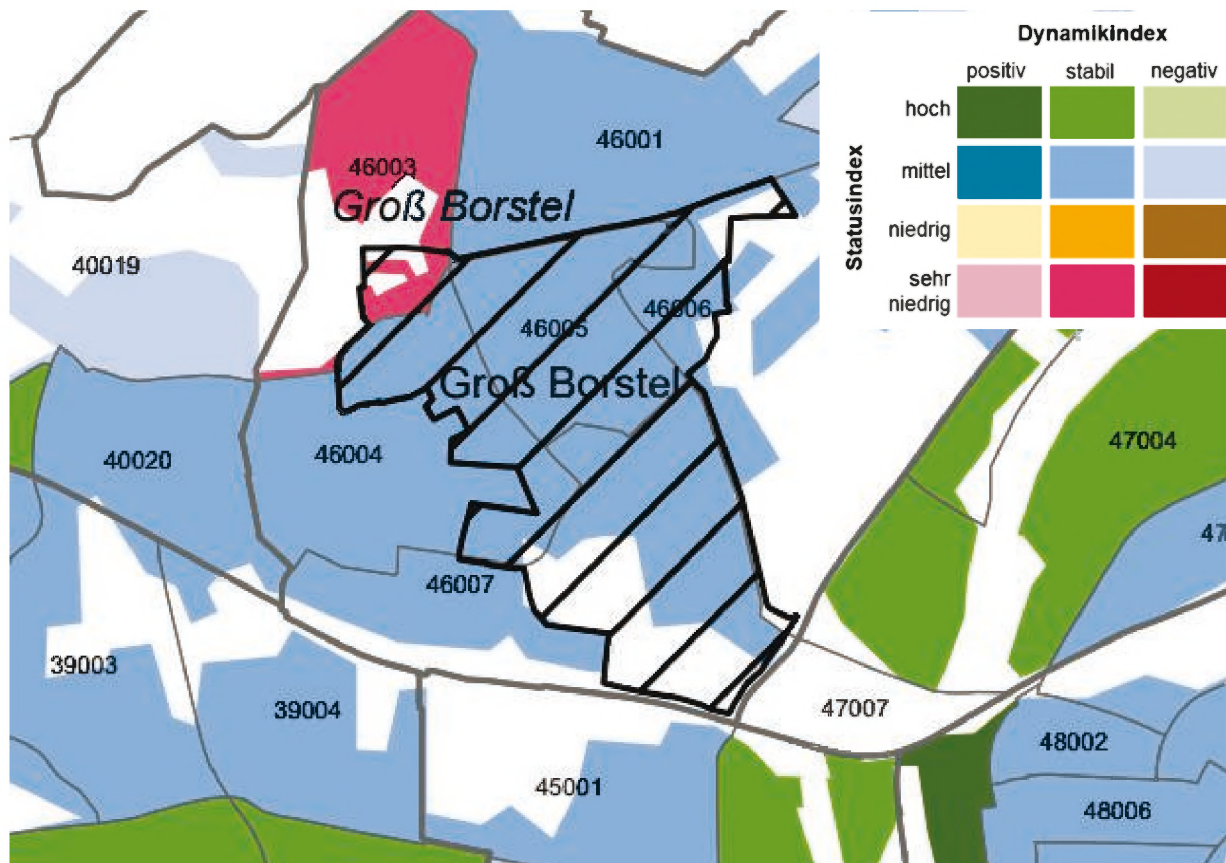 Dynamikindex
positiv stabil negativ
Statusindex
hoch
mittel
niedrig
sehr
niedrig
46001
46003
Groß Borstel
40019
46005
46006
Groß Borstel
47004
46004
40020
47
46007
39003
39004
47007
48002
45001
48006